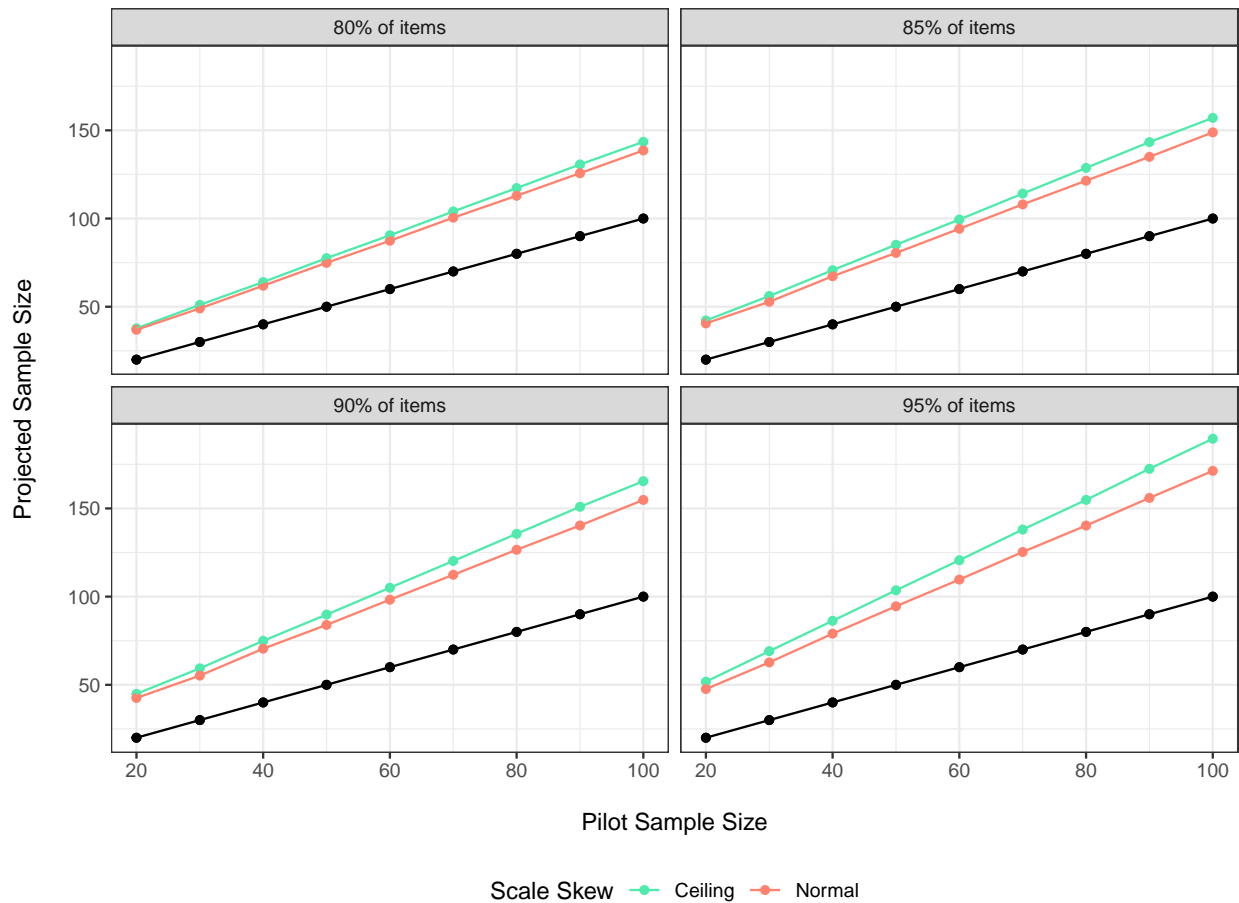 80% of items
85% of items
150
100
50
90% of items
95% of items
150
100
50
20 40 60 80 100
20 40 60 80 100
Projected Sample Size
Pilot Sample Size
Scale Skew Ceiling Normal